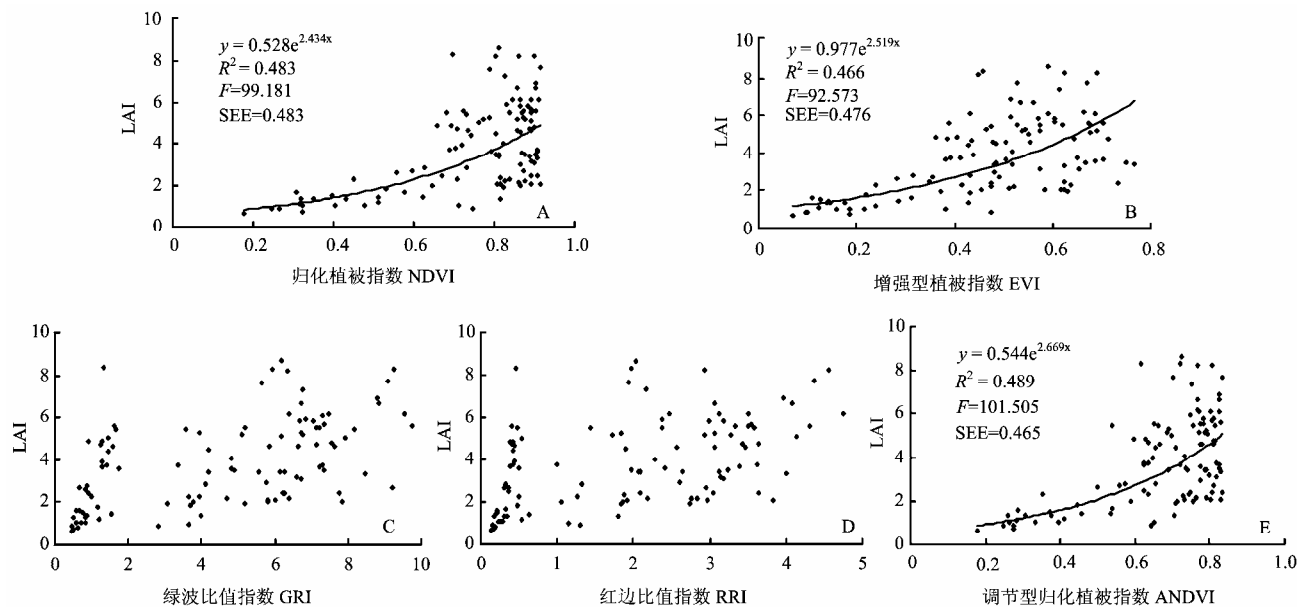 10
8
6
4
2
0
LAI
y = 0.528e^2.434x
R² = 0.483
F=99.181
SEE=0.483
A
0 0.2 0.4 0.6 0.8 1.0
归化植被指数 NDVI
10
8
6
4
2
0
LAI
y = 0.977e^2.519x
R² = 0.466
F=92.573
SEE=0.476
B
0 0.2 0.4 0.6 0.8
增强型植被指数 EVI
10
8
6
4
2
0
LAI
C
0 2 4 6 8 10
绿波比值指数 GRI
10
8
6
4
2
0
LAI
D
0 1 2 3 4 5
红边比值指数 RRI
10
8
6
4
2
0
LAI
y = 0.544e^2.669x
R² = 0.489
F=101.505
SEE=0.465
E
0 0.2 0.4 0.6 0.8 1.0
调节型归化植被指数 ANDVI